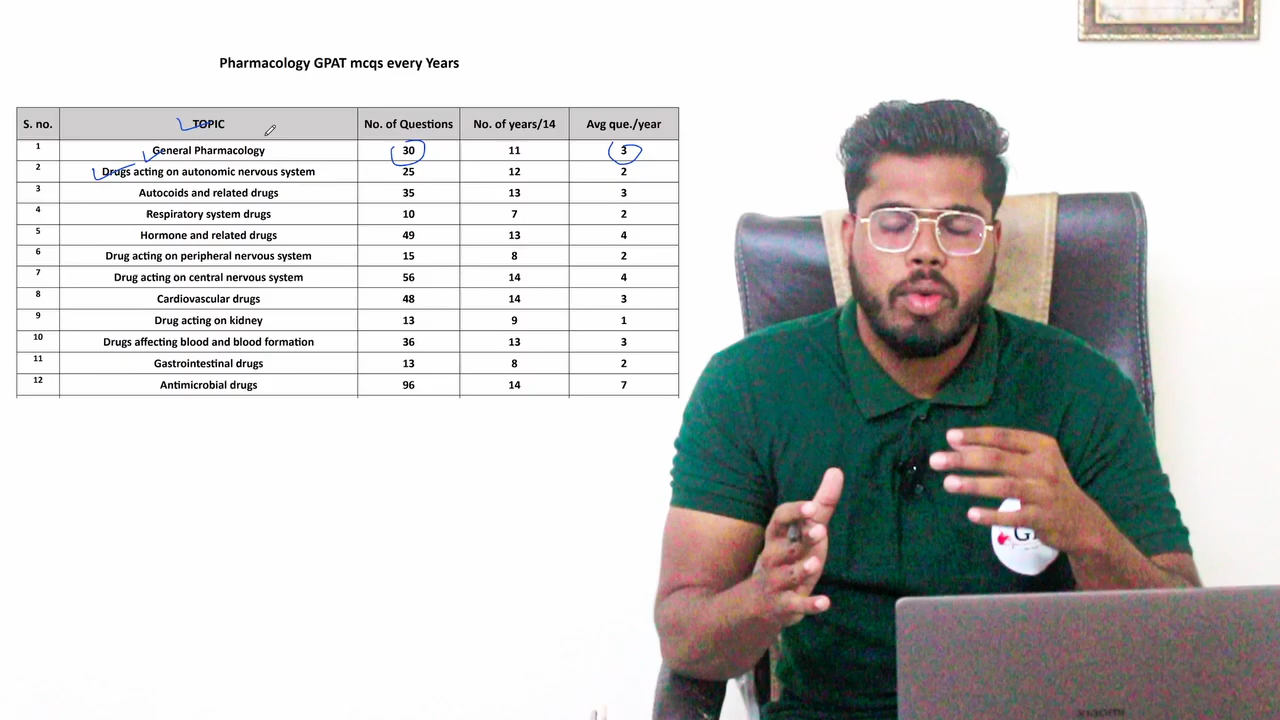 Pharmacology GPAT mcqs every Years
S. no. TOPIC No. of Questions No. of years/14 Avg que./year
1 General Pharmacology 30 11 3
2 Drugs acting on autonomic nervous system 25 12 2
3 Autocoids and related drugs 35 13 3
4 Respiratory system drugs 10 7 2
5 Hormone and related drugs 49 13 4
6 Drug acting on peripheral nervous system 15 8 2
7 Drug acting on central nervous system 56 14 4
8 Cardiovascular drugs 48 14 3
9 Drug acting on kidney 13 9 1
10 Drugs affecting blood and blood formation 36 13 3
11 Gastrointestinal drugs 13 8 2
12 Antimicrobial drugs 96 14 7
xiaomi